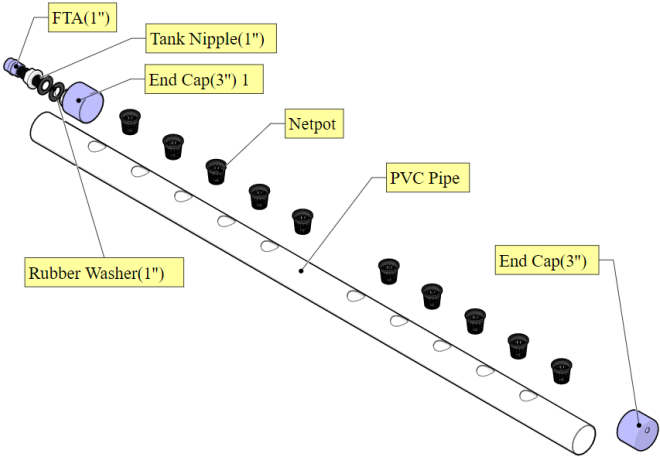 FTA(1")
Tank Nipple(1")
End Cap(3") 1
Netpot
PVC Pipe
End Cap(3")
Rubber Washer(1")